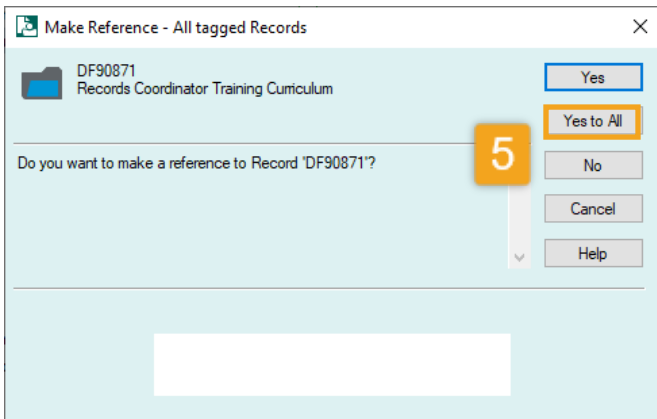 Make Reference - All tagged Records
DF90871
Records Coordinator Training Curriculum
Yes
Yes to All
Do you want to make a reference to Record 'DF90871'?
5
No
Cancel
Help